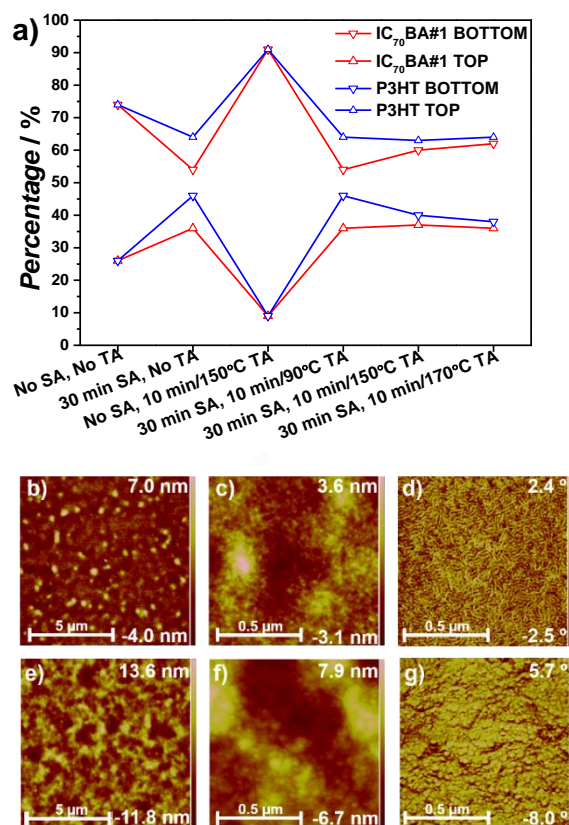 a)
100
90
80
70
60
50
40
30
20
10
0
Percentage / %
IC70BA#1 BOTTOM
IC70BA#1 TOP
P3HT BOTTOM
P3HT TOP
No SA, No TA
30 min SA, No TA
No SA, 10 min/150°C TA
30 min SA, 10 min/90°C TA
30 min SA, 10 min/150°C TA
30 min SA, 10 min/170°C TA
b) 7.0 nm
5 µm -4.0 nm
c) 3.6 nm
0.5 µm -3.1 nm
d) 2.4 º
0.5 µm -2.5 º
e) 13.6 nm
5 µm -11.8 nm
f) 7.9 nm
0.5 µm -6.7 nm
g) 5.7 º
0.5 µm -8.0 º